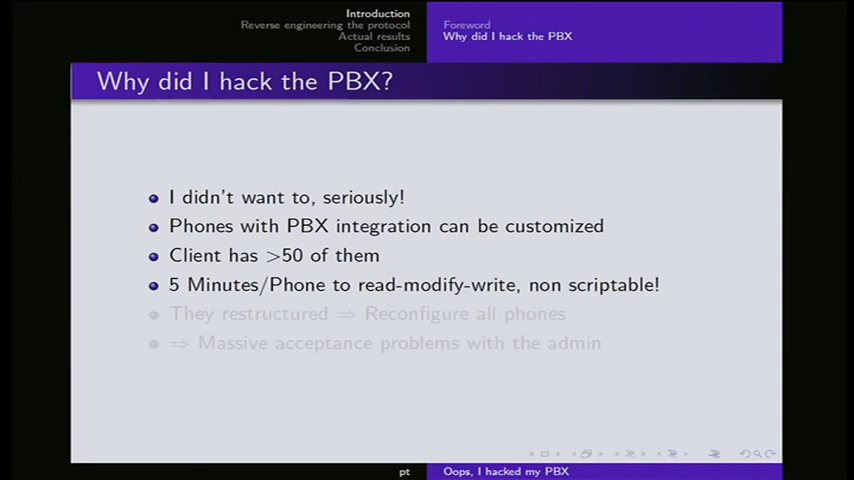 Introduction
Reverse engineering the protocol
Actual results
Conclusion
Foreword
Why did I hack the PBX
Why did I hack the PBX?
I didn't want to, seriously!
Phones with PBX integration can be customized
Client has >50 of them
5 Minutes/Phone to read-modify-write, non scriptable!
They restructured ⇒ Reconfigure all phones
⇒ Massive acceptance problems with the admin
pt
Oops, I hacked my PBX